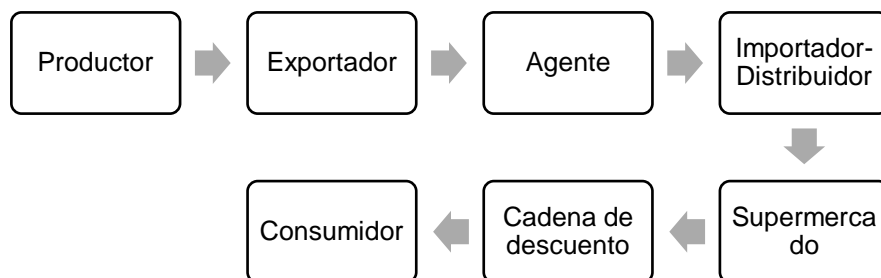 Productor
Exportador
Agente
Importador-
Distribuidor
Supermerca
do
Cadena de
descuento
Consumidor